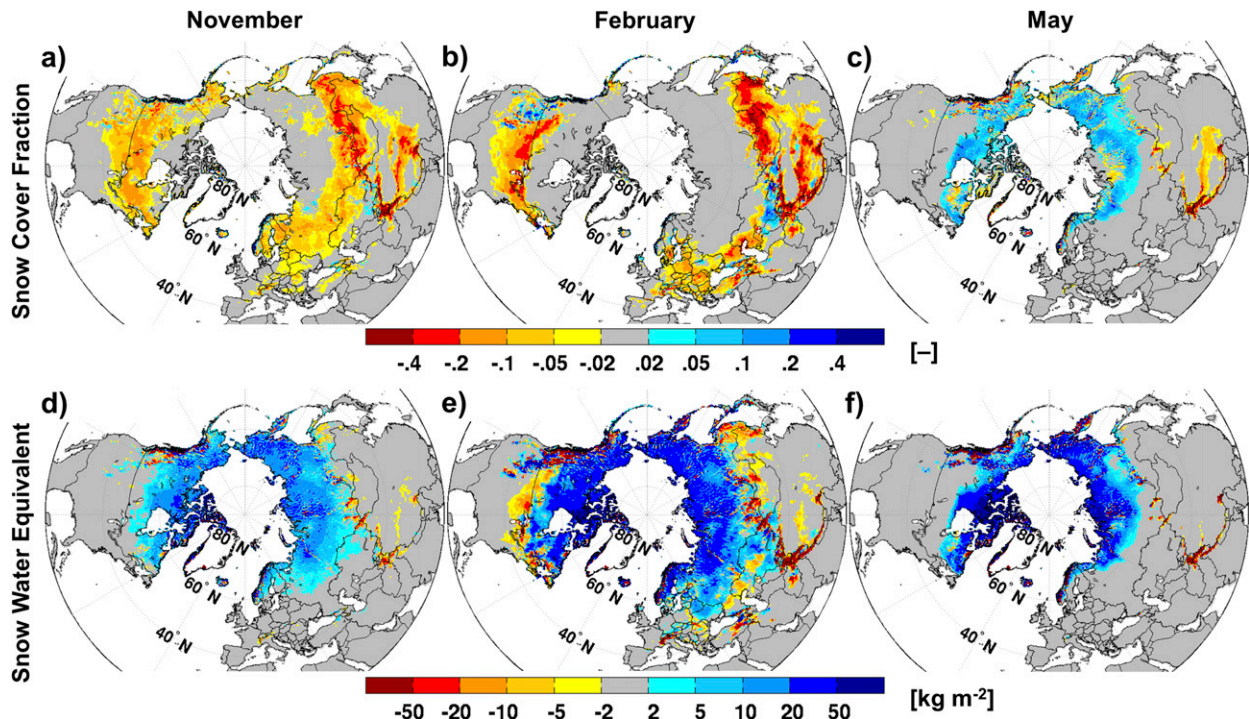 November February May
a) b) c)
Snow Cover Fraction
80 N 80 N 80 N
60 N 60 N 60 N
40°N 40°N 40°N
-.4 -.2 -.1 -.05 -.02 .02 .05 .1 .2 .4 [–]
d) e) f)
Snow Water Equivalent
80 N 80 N 80 N
60 N 60 N 60 N
40°N 40°N 40°N
-50 -20 -10 -5 -2 2 5 10 20 50 [kg m⁻²]